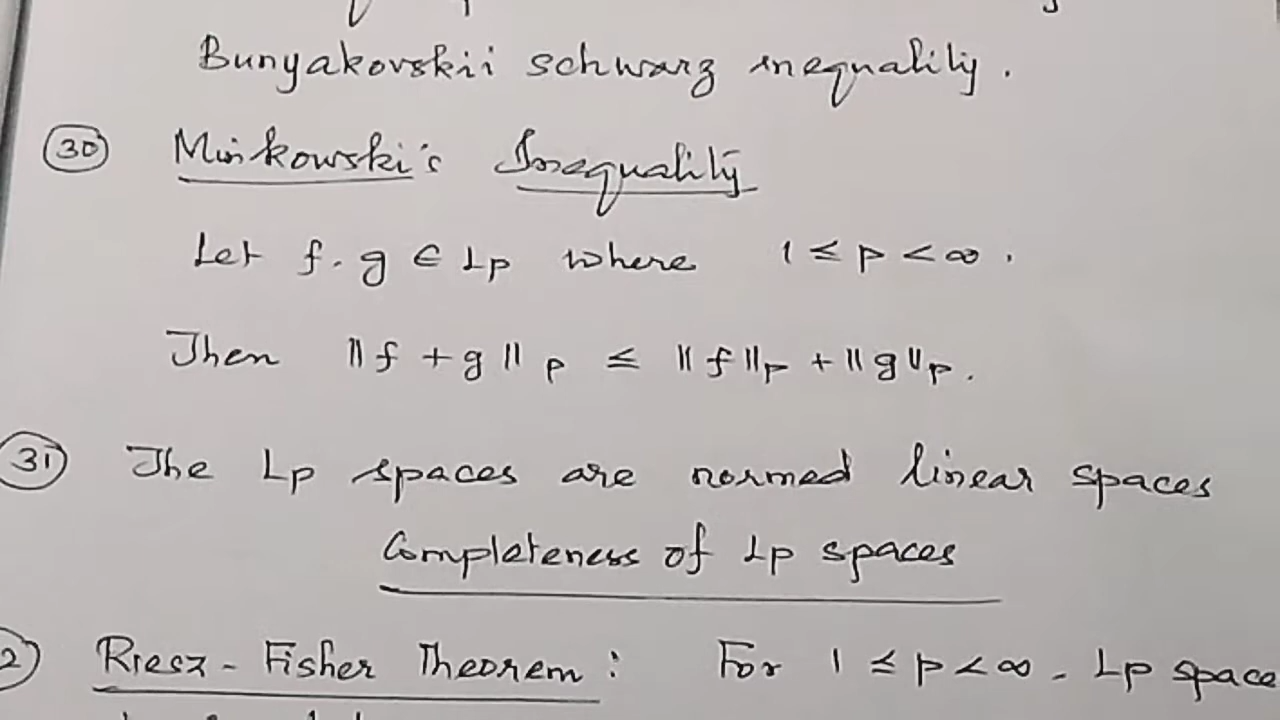 Bunyakovskii schwarz inequality.
30 Minkowski's Inequality
Let f, g ∈ Lp where 1 ≤ p < ∞.
Then ‖f + g‖p ≤ ‖f‖p + ‖g‖p.
31 The Lp spaces are normed linear spaces
Completeness of Lp spaces
2 Riesz - Fisher Theorem : For 1 ≤ p < ∞ - Lp space